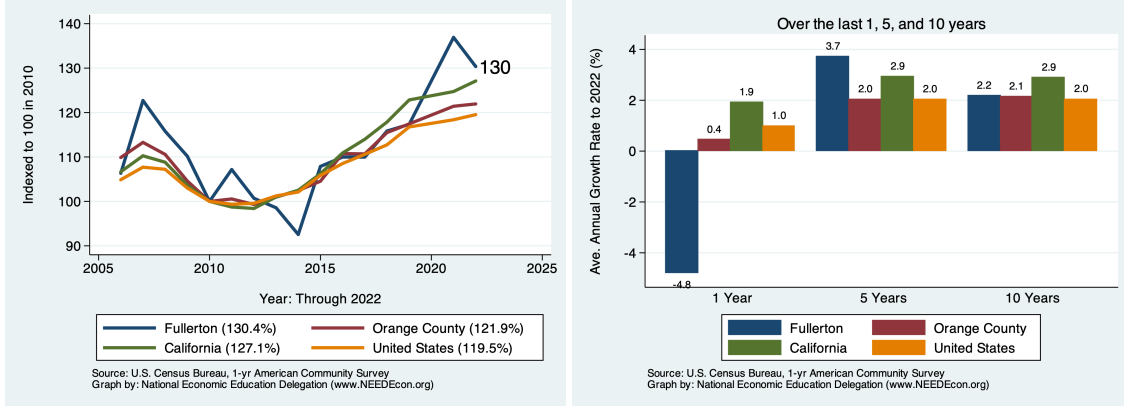 140
130
120
110
100
90
Indexed to 100 in 2010
130
2005
2010
2015
2020
2025
Year: Through 2022
Fullerton (130.4%)
Orange County (121.9%)
California (127.1%)
United States (119.5%)
Source: U.S. Census Bureau, 1-yr American Community Survey
Graph by: National Economic Education Delegation (www.NEEDEcon.org)
Over the last 1, 5, and 10 years
Ave. Annual Growth Rate to 2022 (%)
4
2
0
-2
-4
-4.8
0.4
1.9
1.0
3.7
2.0
2.9
2.0
2.2
2.1
2.9
2.0
1 Year
5 Years
10 Years
Fullerton
Orange County
California
United States
Source: U.S. Census Bureau, 1-yr American Community Survey
Graph by: National Economic Education Delegation (www.NEEDEcon.org)